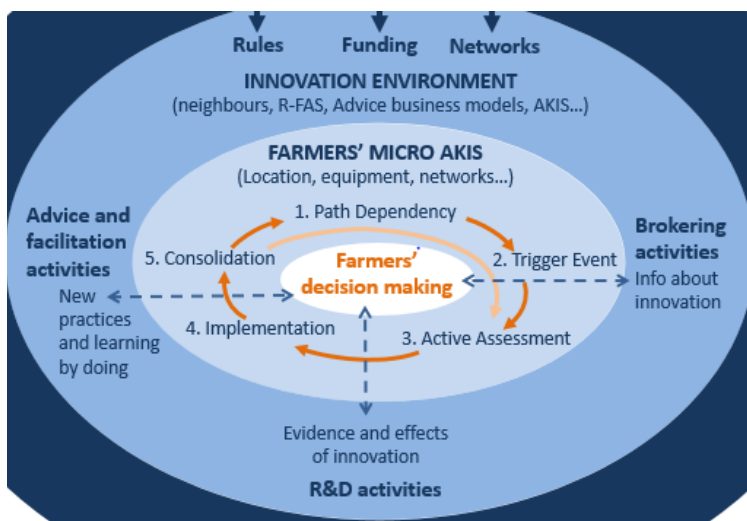 Rules
Funding
Networks
INNOVATION ENVIRONMENT
(neighbours, R-FAS, Advice business models, AKIS...)
FARMERS' MICRO AKIS
(Location, equipment, networks...)
1. Path Dependency
2. Trigger Event
3. Active Assessment
4. Implementation
5. Consolidation
Farmers'
decision making
Advice and
facilitation
activities
New
practices
and learning
by doing
Brokering
activities
Info about
innovation
Evidence and effects
of innovation
R&D activities